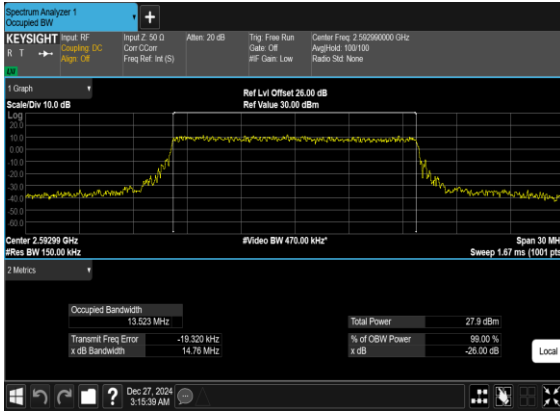 Spectrum Analyzer 1
Occupied BW
+
KEYSIGHT
R T
Input: RF
Coupling: DC
Align: Off
Input Z: 50 Ω
Corr CCorr
Freq Ref: Int (S)
Atten: 20 dB
Trig: Free Run
Gate: Off
#IF Gain: Low
Center Freq: 2.592990000 GHz
Avg|Hold: 100/100
Radio Std: None
1 Graph
Scale/Div 10.0 dB
Ref Lvl Offset 26.00 dB
Ref Value 30.00 dBm
Log
20.0
10.0
0.00
-10.0
-20.0
-30.0
-40.0
-50.0
-60.0
Center 2.59299 GHz
#Res BW 150.00 kHz
#Video BW 470.00 kHz*
Span 30 MH
Sweep 1.67 ms (1001 pts
2 Metrics
Occupied Bandwidth
13.523 MHz
Transmit Freq Error -19.320 kHz
x dB Bandwidth 14.76 MHz
Total Power 27.9 dBm
% of OBW Power 99.00 %
x dB -26.00 dB
Local
?
Dec 27, 2024
3:15:39 AM